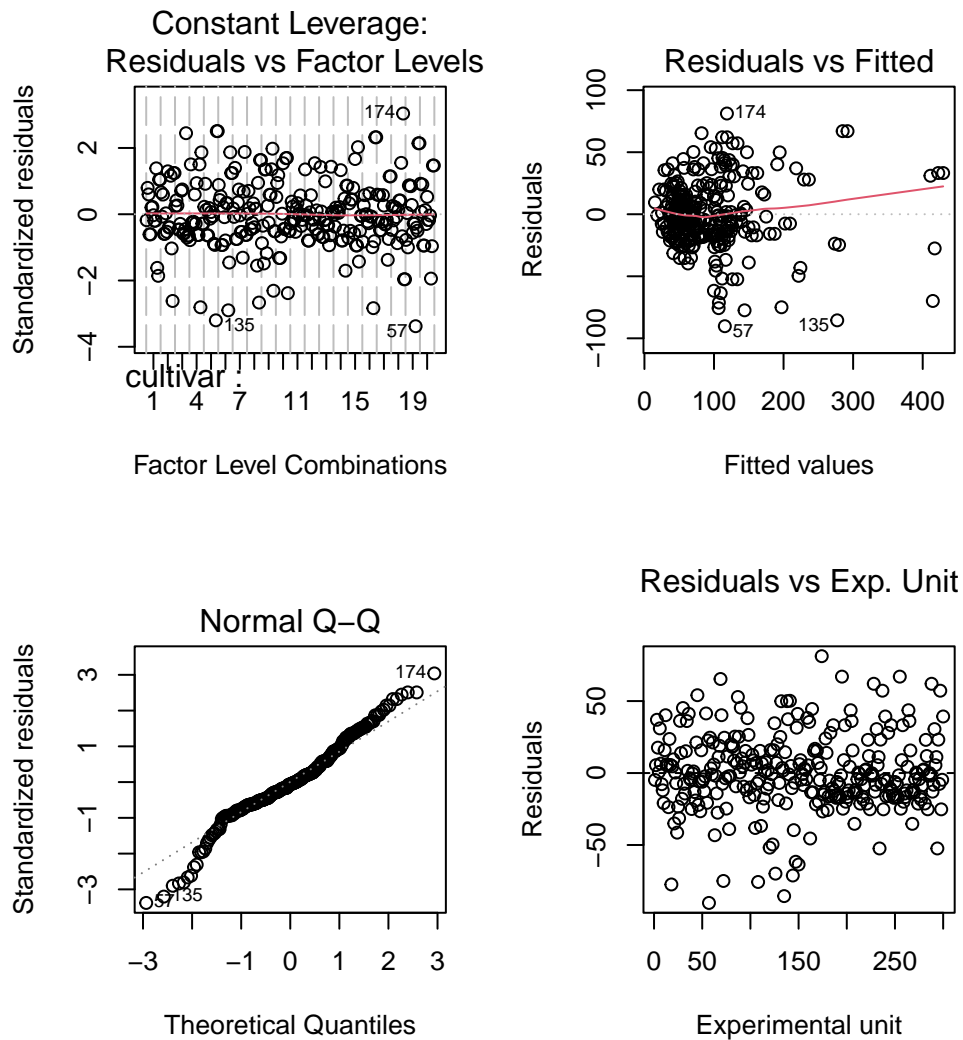 Constant Leverage:
Residuals vs Factor Levels
Standardized residuals
2
0
−2
−4
174
135
57
cultivar :
1 4 7 11 15 19
Factor Level Combinations
Residuals vs Fitted
Residuals
100
50
0
−100
174
57
135
0 100 200 300 400
Fitted values
Normal Q−Q
Standardized residuals
3
1
−1
−3
174
57
135
−3 −1 0 1 2 3
Theoretical Quantiles
Residuals vs Exp. Unit
Residuals
50
0
−50
0 50 150 250
Experimental unit